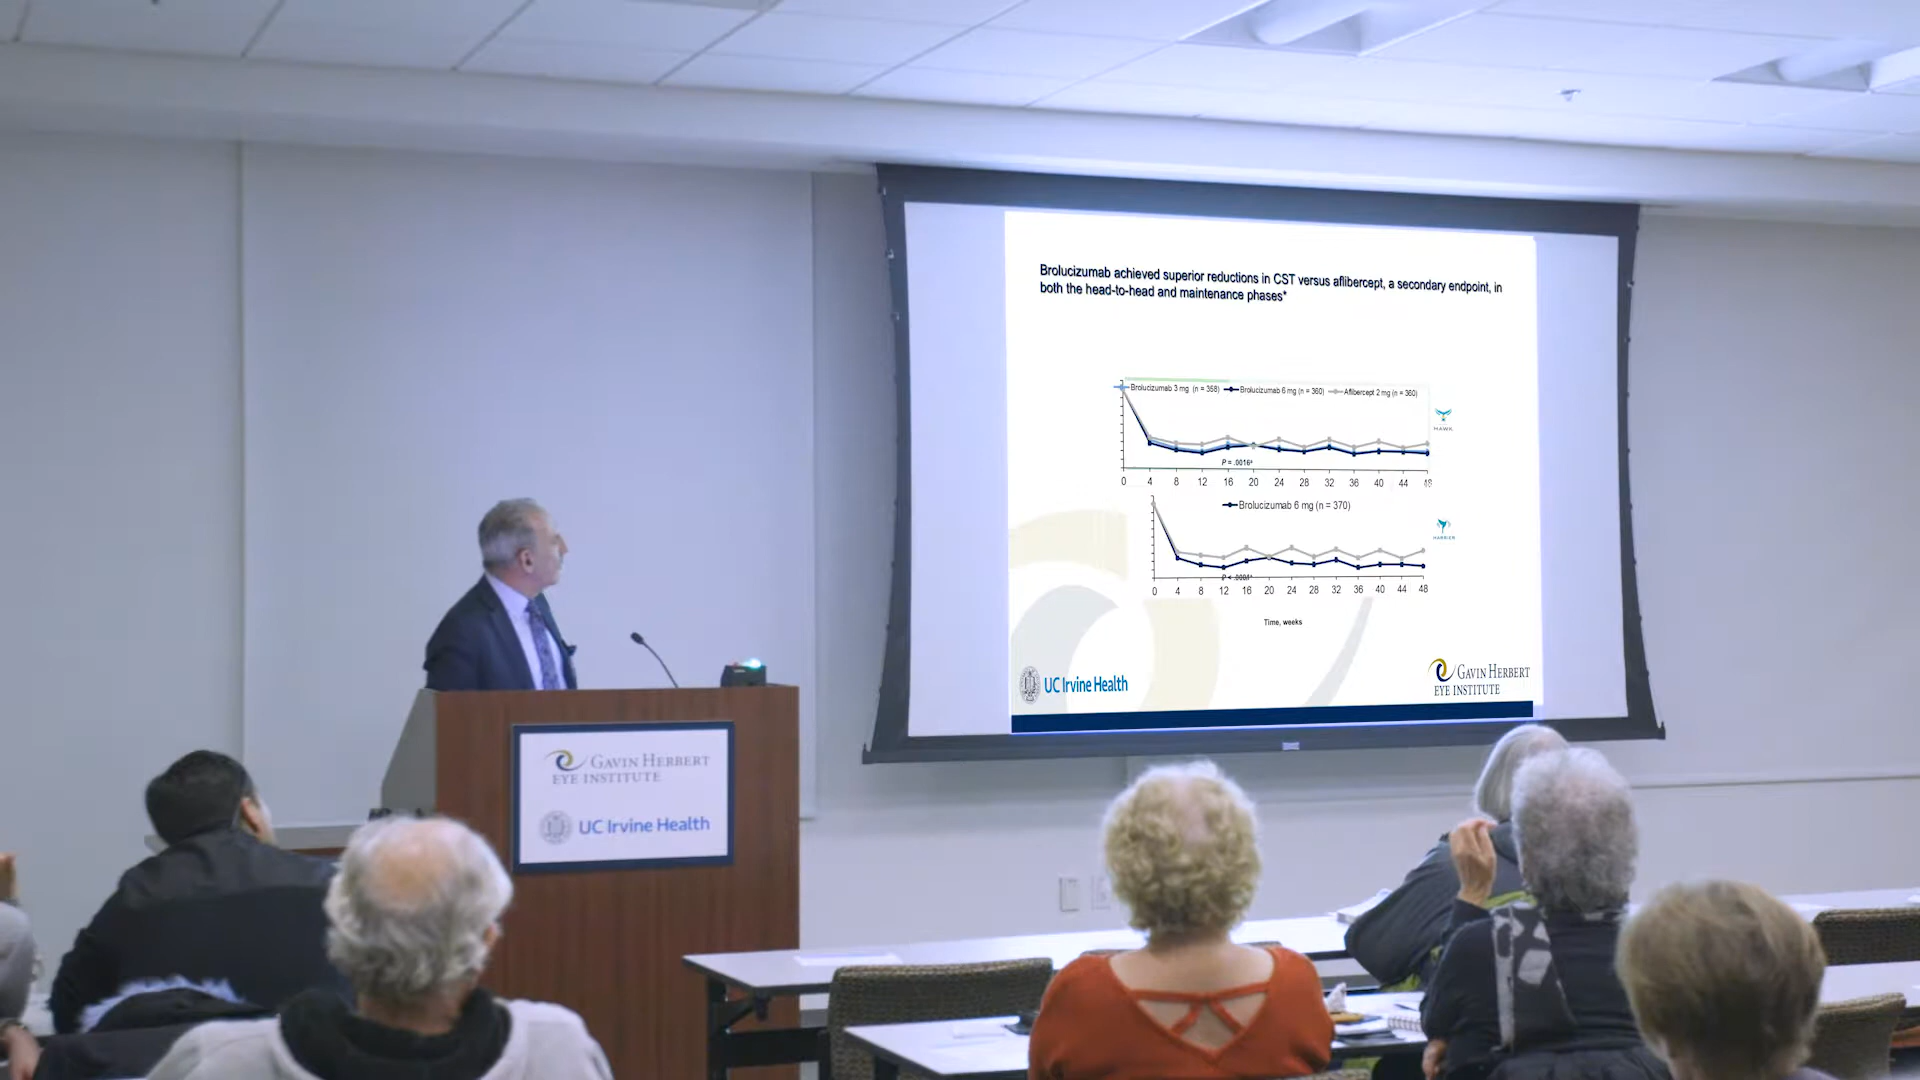 Brolucizumab achieved superior reductions in CST versus aflibercept, a secondary endpoint, in
both the head-to-head and maintenance phases*
Brolucizumab 3 mg (n = 358) Brolucizumab 6 mg (n = 360) Aflibercept 2 mg (n = 360)
HAWK
P = .0016ᵃ
0 4 8 12 16 20 24 28 32 36 40 44 48
Brolucizumab 6 mg (n = 370)
HARRIER
P < .0001ᵃ
0 4 8 12 16 20 24 28 32 36 40 44 48
Time, weeks
UC Irvine Health
GAVIN HERBERT
EYE INSTITUTE
GAVIN HERBERT
EYE INSTITUTE
UC Irvine Health